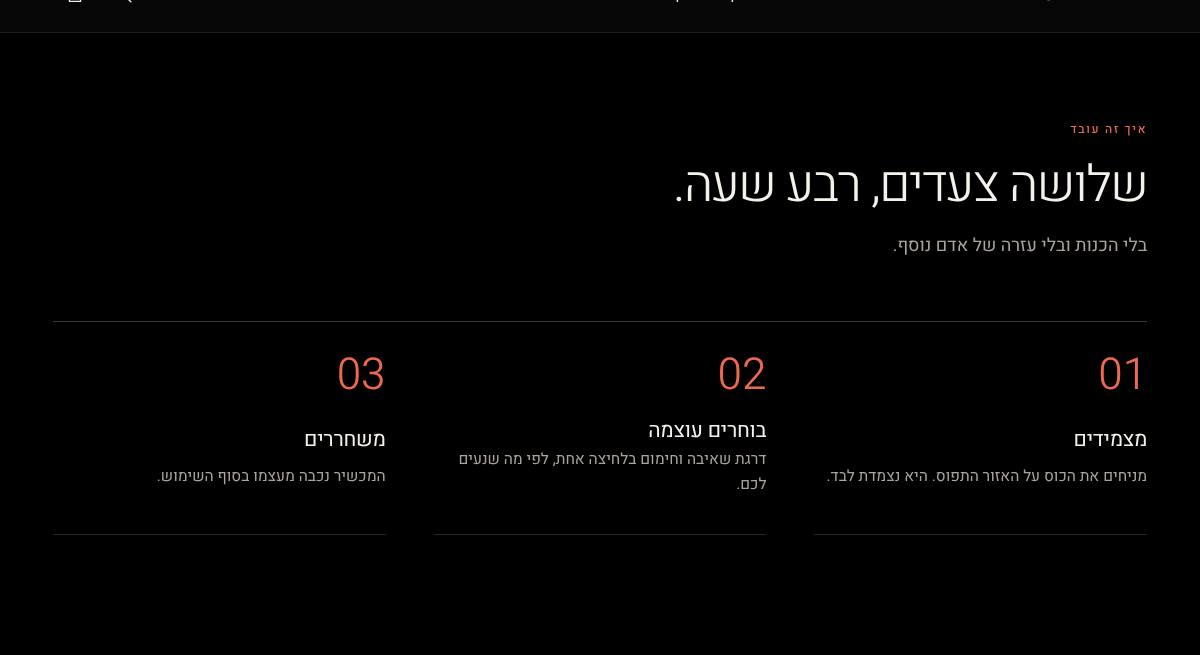 איך זה עובד
שלושה צעדים, רבע שעה.
בלי הכנות ובלי עזרה של אדם נוסף.
01
מצמידים
מניחים את הכוס על האזור התפוס. היא נצמדת לבד.
02
בוחרים עוצמה
דרגת שאיבה וחימום בלחיצה אחת, לפי מה שנעים
לכם.
03
משחררים
המכשיר נכבה מעצמו בסוף השימוש.